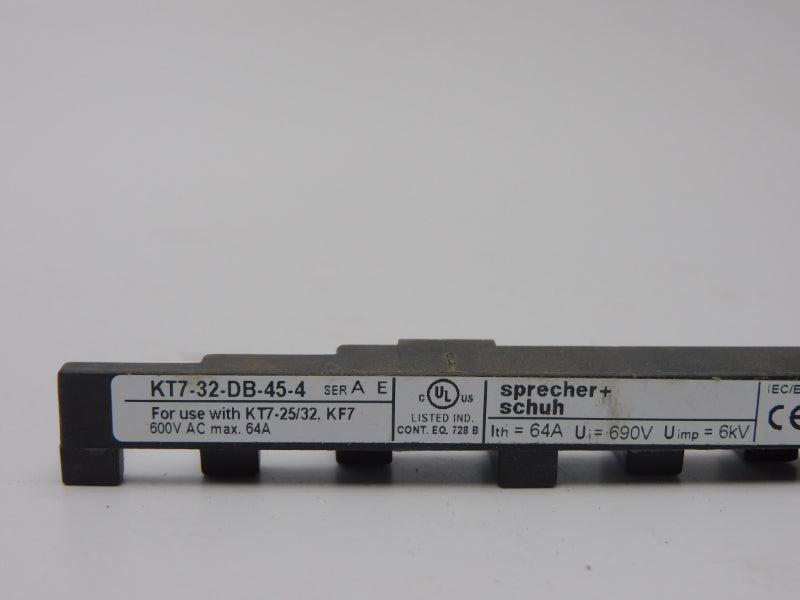 KT7-32-DB-45-4 SER A E
For use with KT7-25/32, KF7
600V AC max. 64A
C UL US
LISTED IND.
CONT. EQ. 728 B
sprecher+
schuh
Ith = 64A Ui = 690V Uimp = 6kV
IEC/E
CE